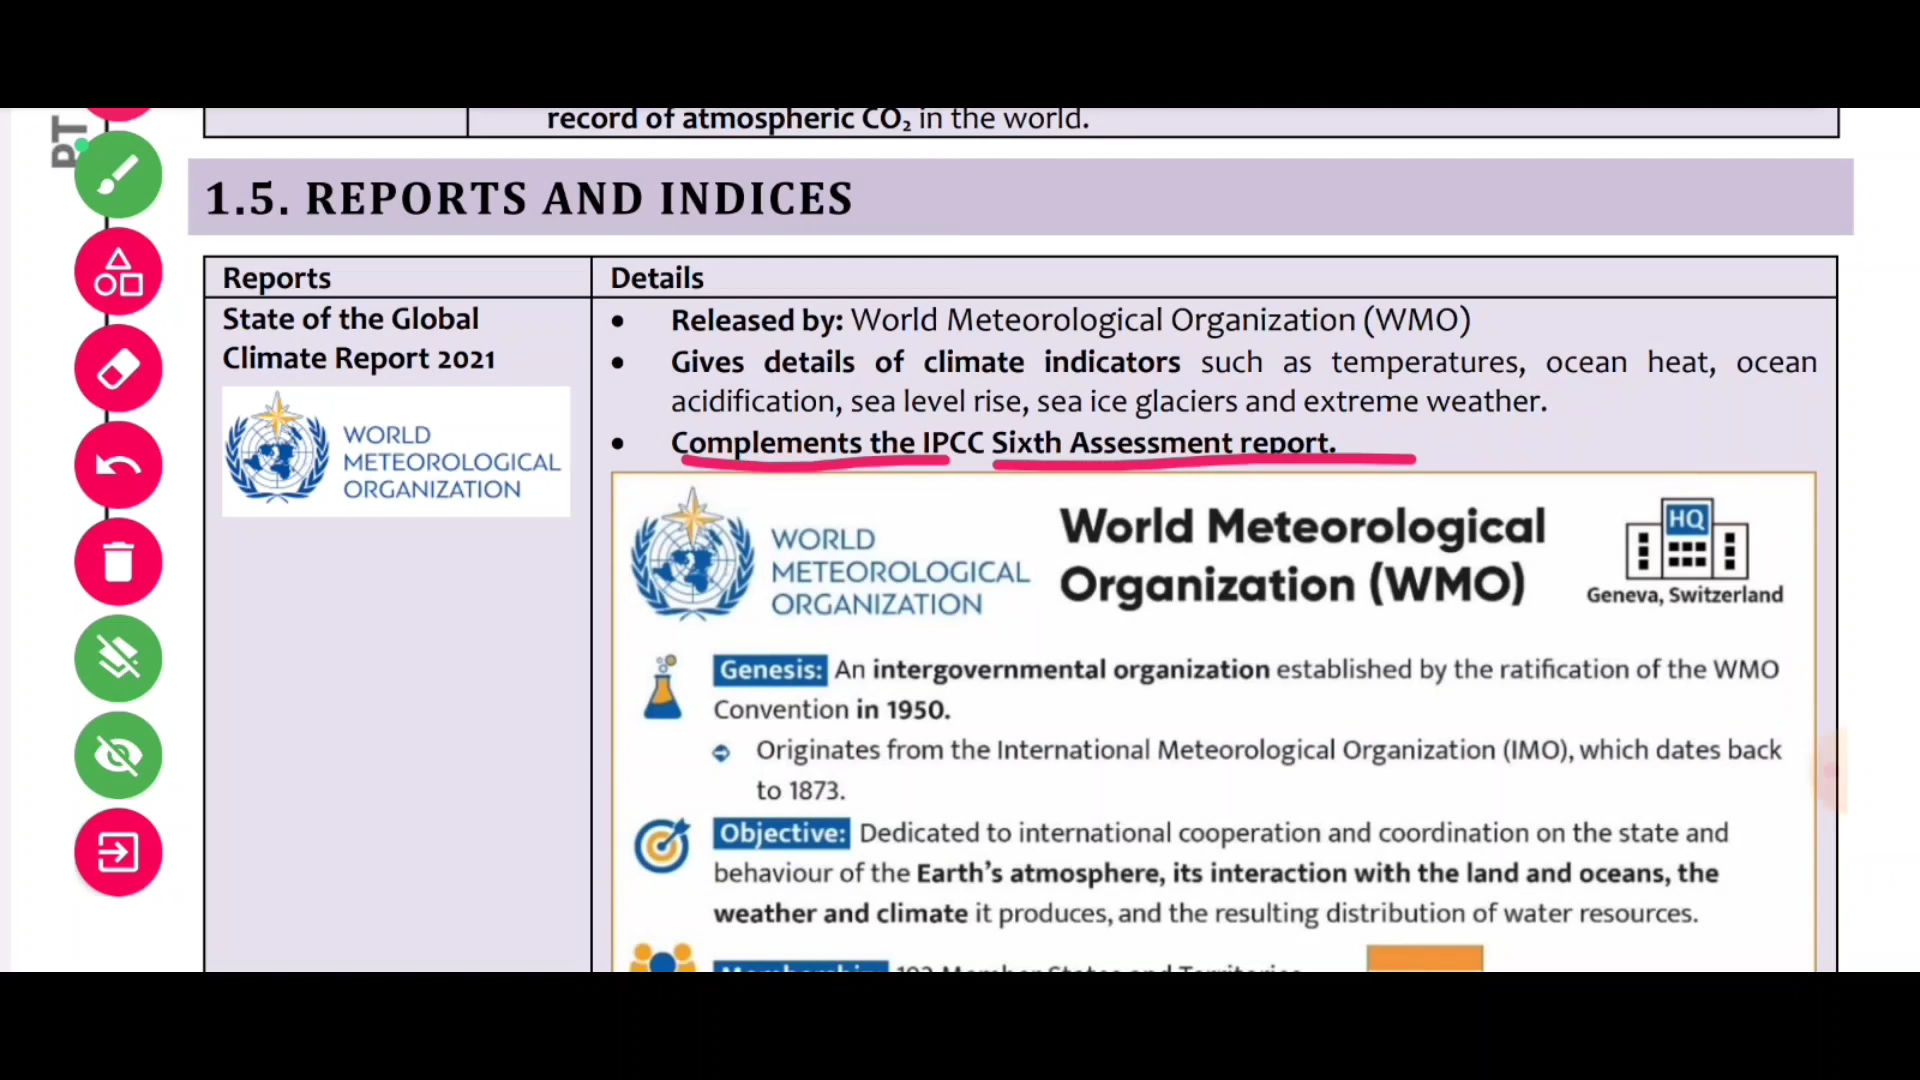 record of atmospheric CO₂ in the world.
PT
1.5. REPORTS AND INDICES
Reports
Details
State of the Global
Climate Report 2021
WORLD
METEOROLOGICAL
ORGANIZATION
• Released by: World Meteorological Organization (WMO)
• Gives details of climate indicators such as temperatures, ocean heat, ocean
acidification, sea level rise, sea ice glaciers and extreme weather.
• Complements the IPCC Sixth Assessment report.
WORLD
METEOROLOGICAL
ORGANIZATION
World Meteorological
Organization (WMO)
HQ
Geneva, Switzerland
Genesis: An intergovernmental organization established by the ratification of the WMO
Convention in 1950.
Originates from the International Meteorological Organization (IMO), which dates back
to 1873.
Objective: Dedicated to international cooperation and coordination on the state and
behaviour of the Earth's atmosphere, its interaction with the land and oceans, the
weather and climate it produces, and the resulting distribution of water resources.
Member States and Territories